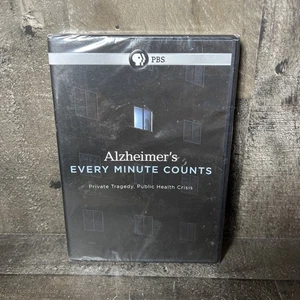 PBS
Alzheimer's
EVERY MINUTE COUNTS
Private Tragedy, Public Health Crisis